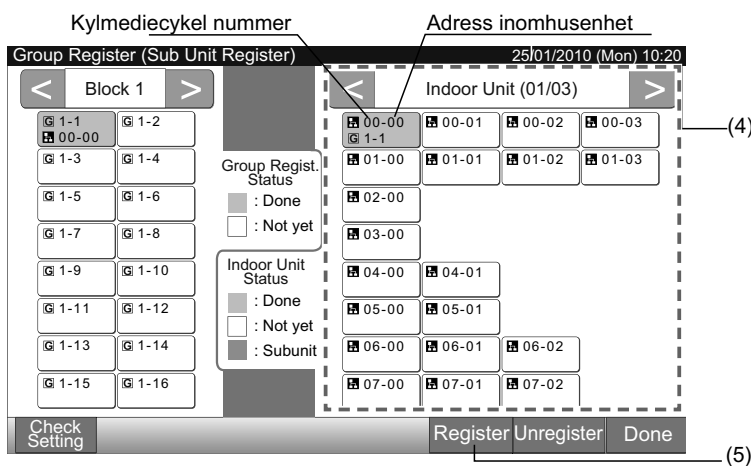 Kylmediecykel nummer
Adress inomhusenhet
Group Register (Sub Unit Register)
25/01/2010 (Mon) 10:20
< Block 1 >
G 1-1
00-00
G 1-2
G 1-3
G 1-4
G 1-5
G 1-6
G 1-7
G 1-8
G 1-9
G 1-10
G 1-11
G 1-12
G 1-13
G 1-14
G 1-15
G 1-16
Group Regist.
Status
: Done
: Not yet
Indoor Unit
Status
: Done
: Not yet
: Subunit
< Indoor Unit (01/03) >
00-00
G 1-1
00-01
00-02
00-03
01-00
01-01
01-02
01-03
02-00
03-00
04-00
04-01
05-00
05-01
06-00
06-01
06-02
07-00
07-01
07-02
(4)
Check
Setting
Register
Unregister
Done
(5)